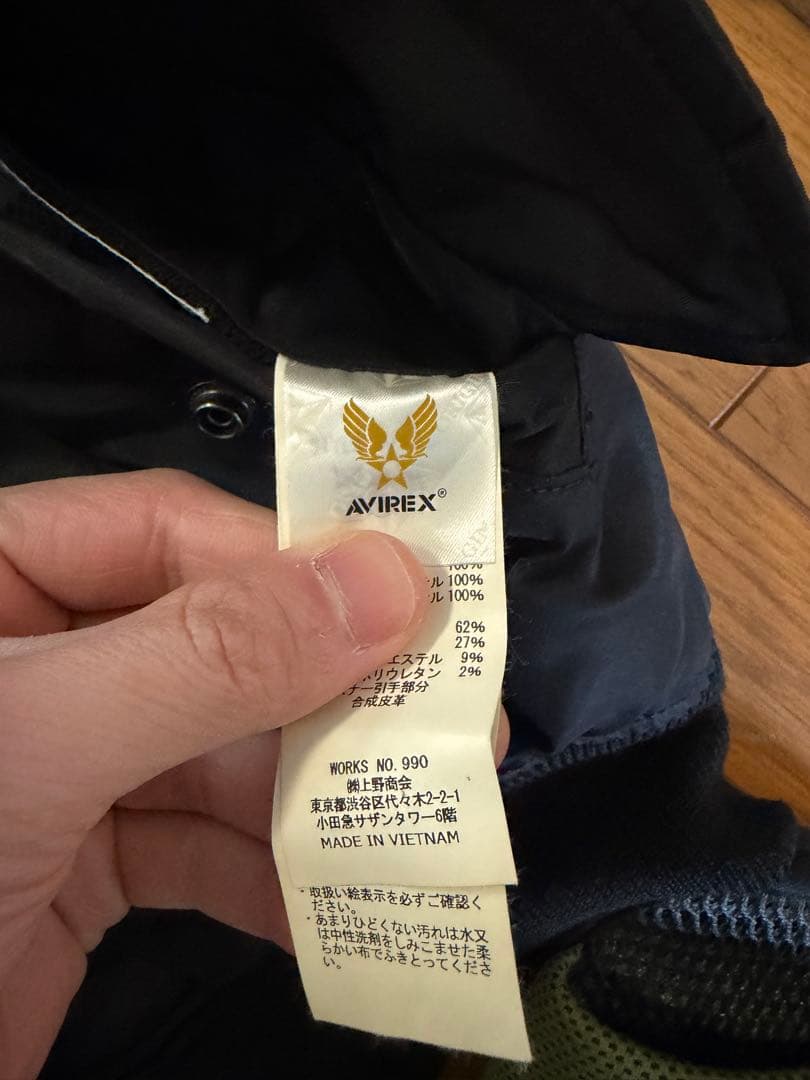 AVIREX®
100%
テル 100%
ル 100%
62%
27%
エステル 9%
ポリウレタン 2%
ナー引手部分
合成皮革
WORKS NO. 990
㈱上野商会
東京都渋谷区代々木2-2-1
小田急サザンタワー6階
MADE IN VIETNAM
・取扱い絵表示を必ずご確認く
ださい。
・あまりひどくない汚れは水又
は中性洗剤をしみこませた柔
らかい布でふきとってくださ
い。